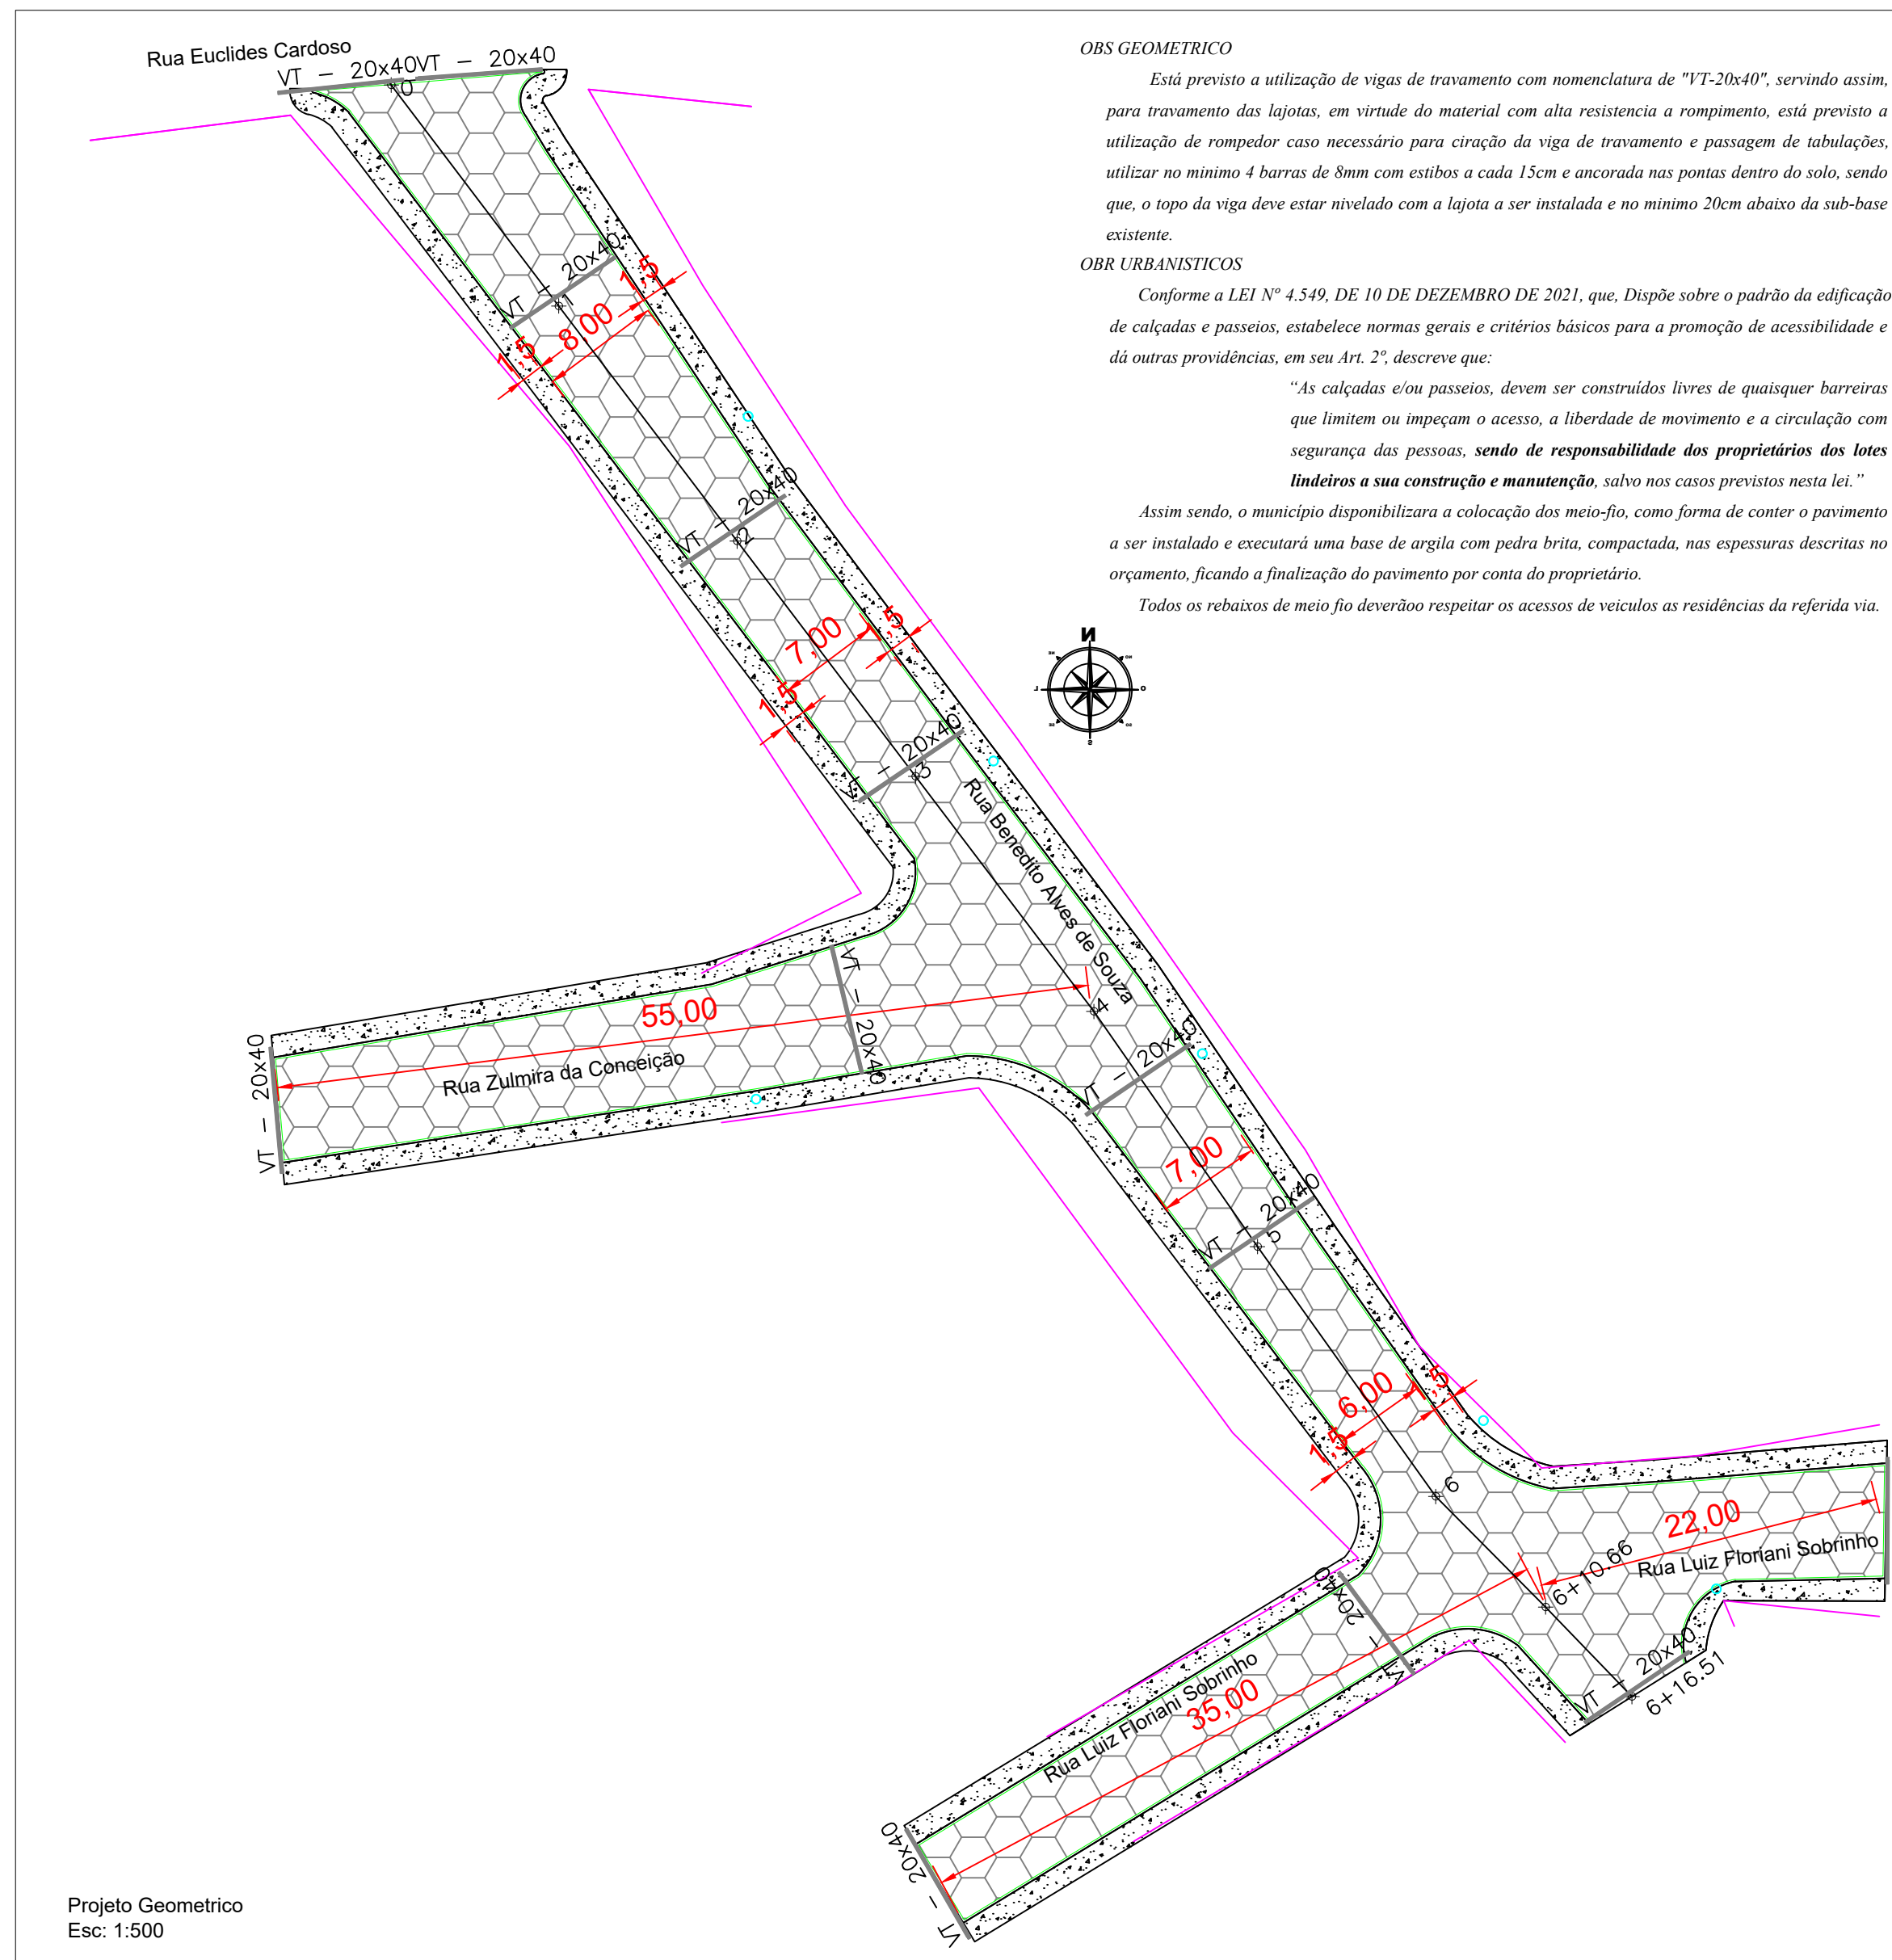 Rua Euclides Cardoso
VT - 20x40
VT - 20x40
0
OBS GEOMETRICO
Está previsto a utilização de vigas de travamento com nomenclatura de "VT-20x40", servindo assim,
para travamento das lajotas, em virtude do material com alta resistencia a rompimento, está previsto a
utilização de rompedor caso necessário para ciração da viga de travamento e passagem de tabulações,
utilizar no minimo 4 barras de 8mm com estibos a cada 15cm e ancorada nas pontas dentro do solo, sendo
que, o topo da viga deve estar nivelado com a lajota a ser instalada e no minimo 20cm abaixo da sub-base
existente.
OBR URBANISTICOS
Conforme a LEI Nº 4.549, DE 10 DE DEZEMBRO DE 2021, que, Dispõe sobre o padrão da edificação
de calçadas e passeios, estabelece normas gerais e critérios básicos para a promoção de acessibilidade e
dá outras providências, em seu Art. 2º, descreve que:
“As calçadas e/ou passeios, devem ser construídos livres de quaisquer barreiras
que limitem ou impeçam o acesso, a liberdade de movimento e a circulação com
segurança das pessoas, sendo de responsabilidade dos proprietários dos lotes
lindeiros a sua construção e manutenção, salvo nos casos previstos nesta lei.”
Assim sendo, o município disponibilizara a colocação dos meio-fio, como forma de conter o pavimento
a ser instalado e executará uma base de argila com pedra brita, compactada, nas espessuras descritas no
orçamento, ficando a finalização do pavimento por conta do proprietário.
Todos os rebaixos de meio fio deverãoo respeitar os acessos de veiculos as residências da referida via.
VT - 20x40
1
1,5
8,00
1,5
VT - 20x40
2
7,00
1,5
1,5
N
L
O
S
VT - 20x40
3
Rua Benedito Alves de Souza
4
VT - 20x40
55,00
Rua Zulmira da Conceição
VT - 20x40
VT - 20x40
7,00
VT - 20x40
5
6,00
1,5
1,5
6
22,00
Rua Luiz Floriani Sobrinho
6+10.66
VT - 20x40
VT - 20x40
6+16.51
Rua Luiz Floriani Sobrinho
35,00
VT - 20x40
Projeto Geometrico
Esc: 1:500